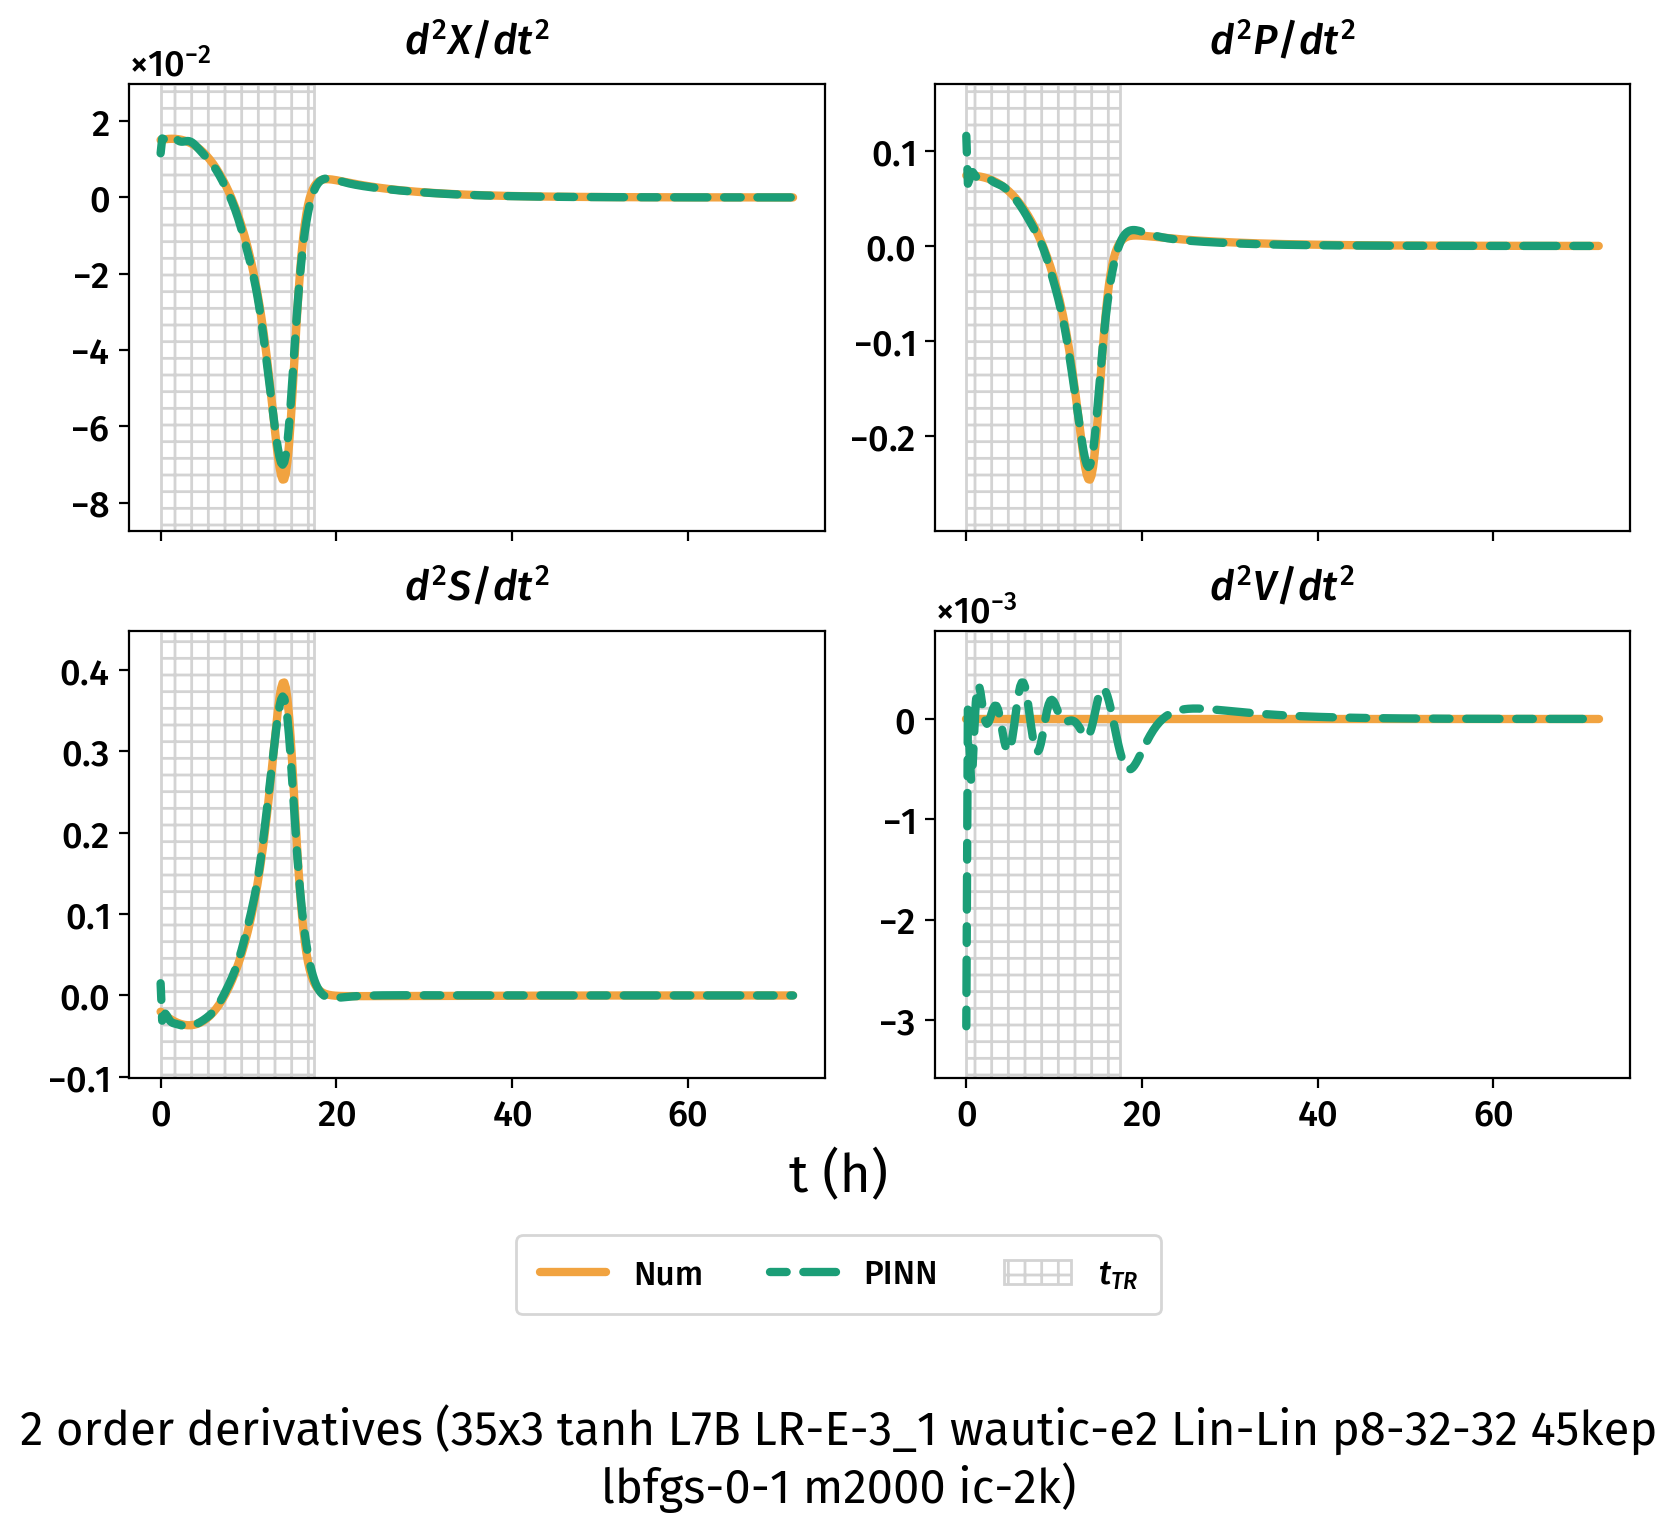 d²X/dt²
×10⁻²
2
0
−2
−4
−6
−8
d²P/dt²
0.1
0.0
−0.1
−0.2
d²S/dt²
0.4
0.3
0.2
0.1
0.0
−0.1
0 20 40 60
d²V/dt²
×10⁻³
0
−1
−2
−3
0 20 40 60
t (h)
Num PINN t_TR
2 order derivatives (35x3 tanh L7B LR-E-3_1 wautic-e2 Lin-Lin p8-32-32 45kep
lbfgs-0-1 m2000 ic-2k)